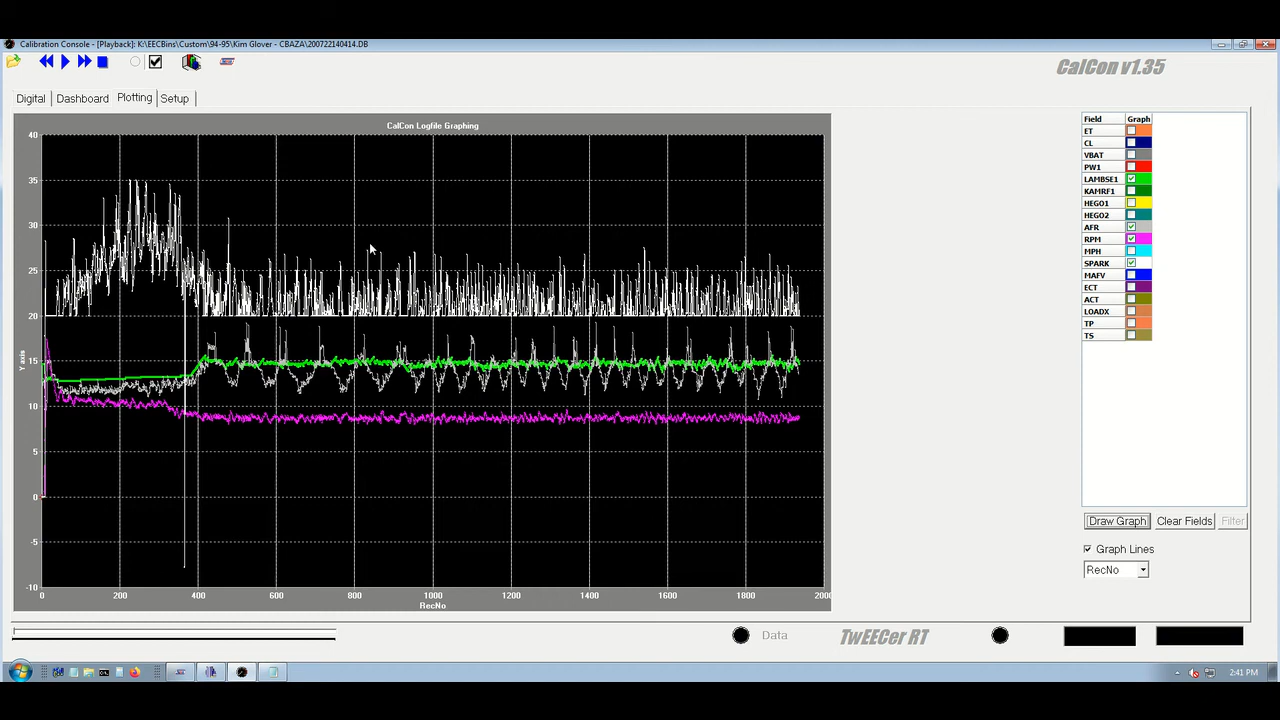 Calibration Console - [Playback]: K:\EECBins\Custom\94-95\Kim Glover - CBAZA\200722140414.DB
CalCon v1.35
Digital Dashboard Plotting Setup
CalCon Logfile Graphing
40
35
30
25
20
15
10
5
0
-5
-10
Y axis
0 200 400 600 800 1000 1200 1400 1600 1800 2000
RecNo
Field Graph
ET
CL
VBAT
PW1
LAMBSE1
KAMRF1
HEGO1
HEGO2
AFR
RPM
MPH
SPARK
MAFV
ECT
ACT
LOADX
TP
TS
Draw Graph Clear Fields Filter
Graph Lines
RecNo
Data TwEECer RT
2:41 PM